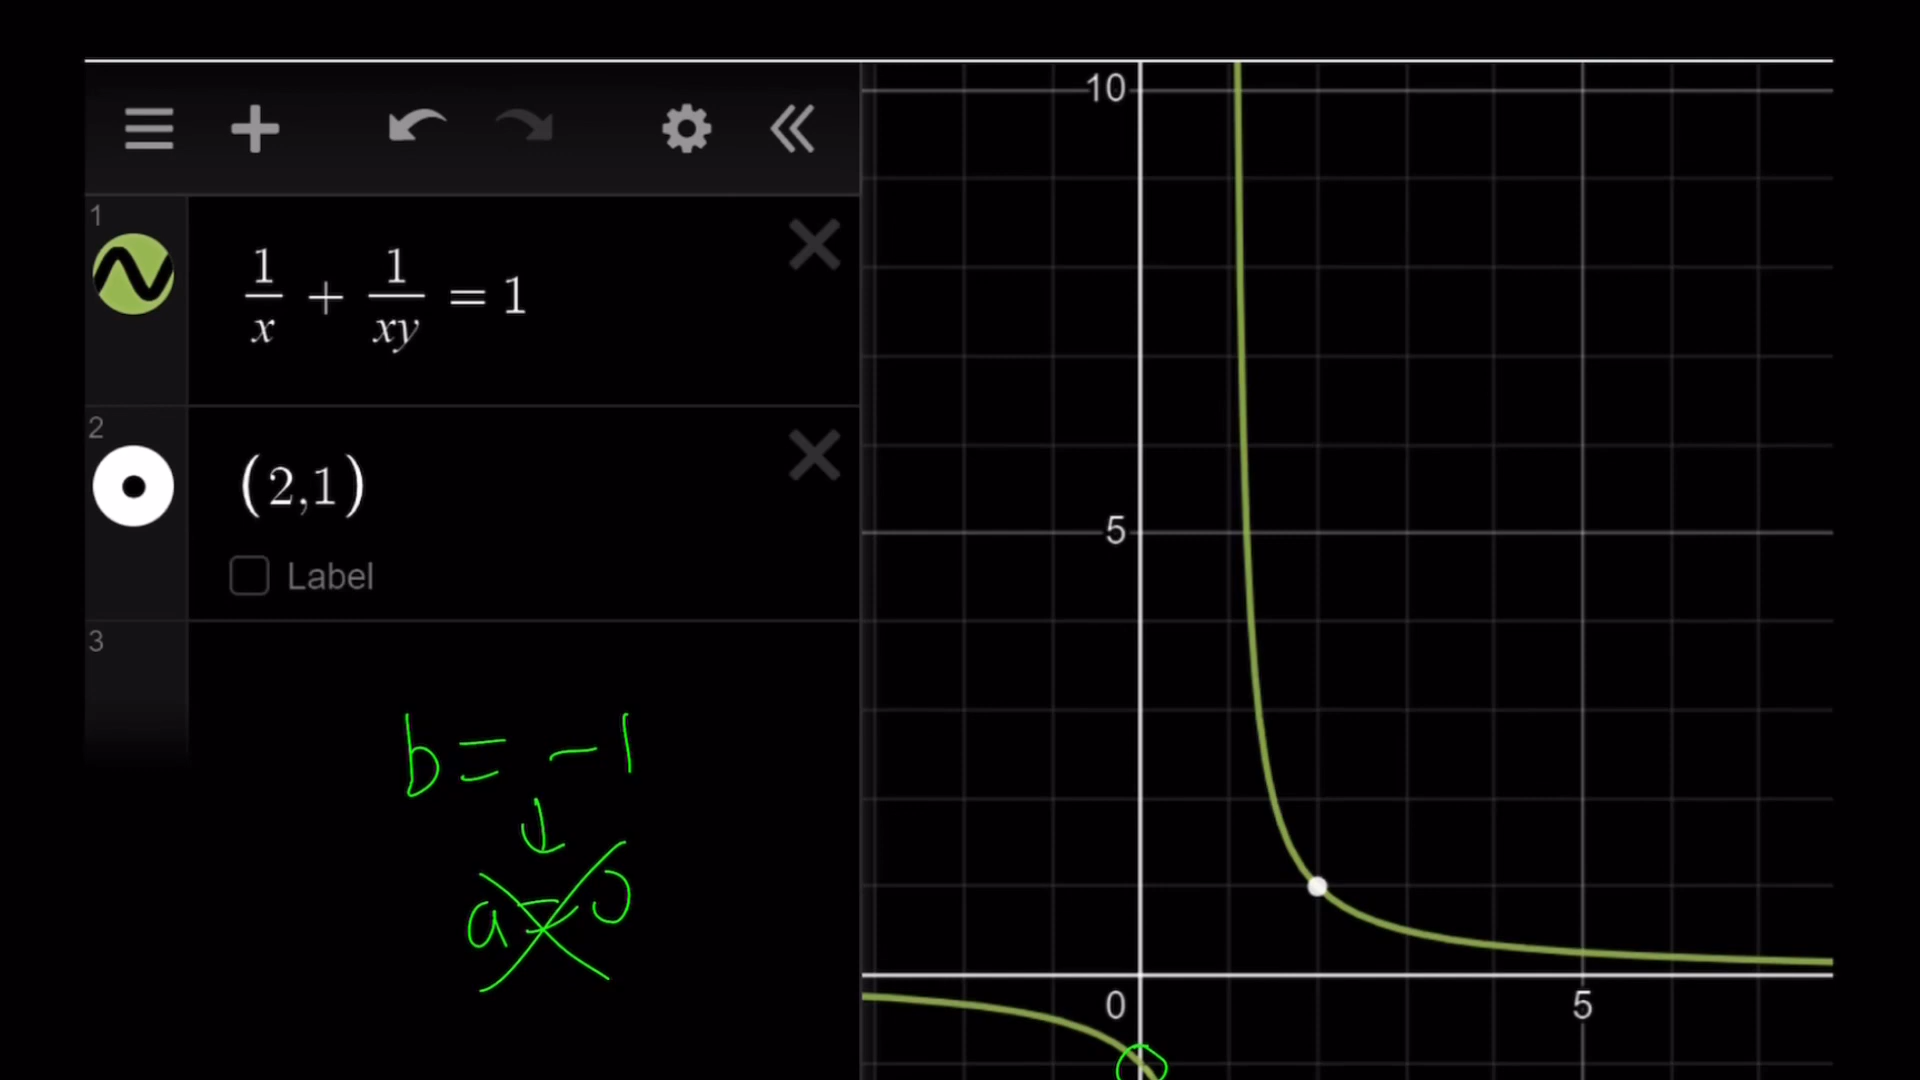 1
1/x + 1/xy = 1
2
(2,1)
Label
3
b = -1
↓
a = 0
10
5
0
5